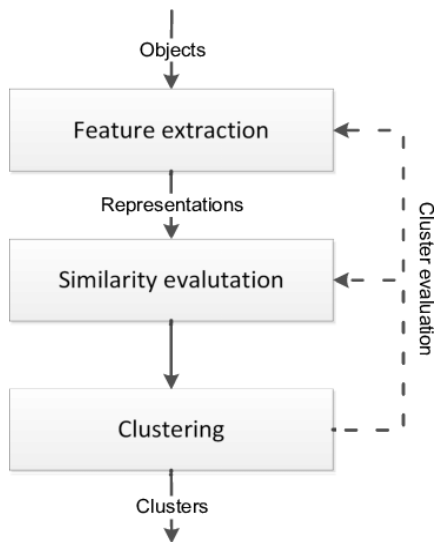 Objects
Feature extraction
Representations
Similarity evalutation
Cluster evaluation
Clustering
Clusters